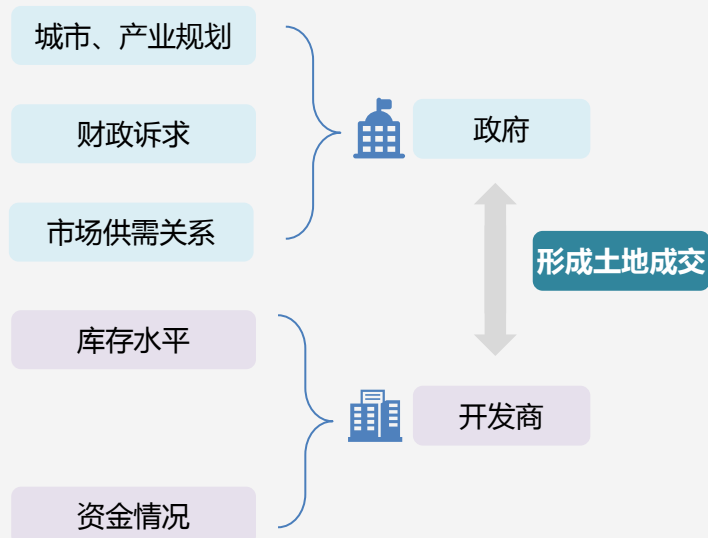 城市、产业规划
财政诉求
政府
市场供需关系
形成土地成交
库存水平
开发商
资金情况